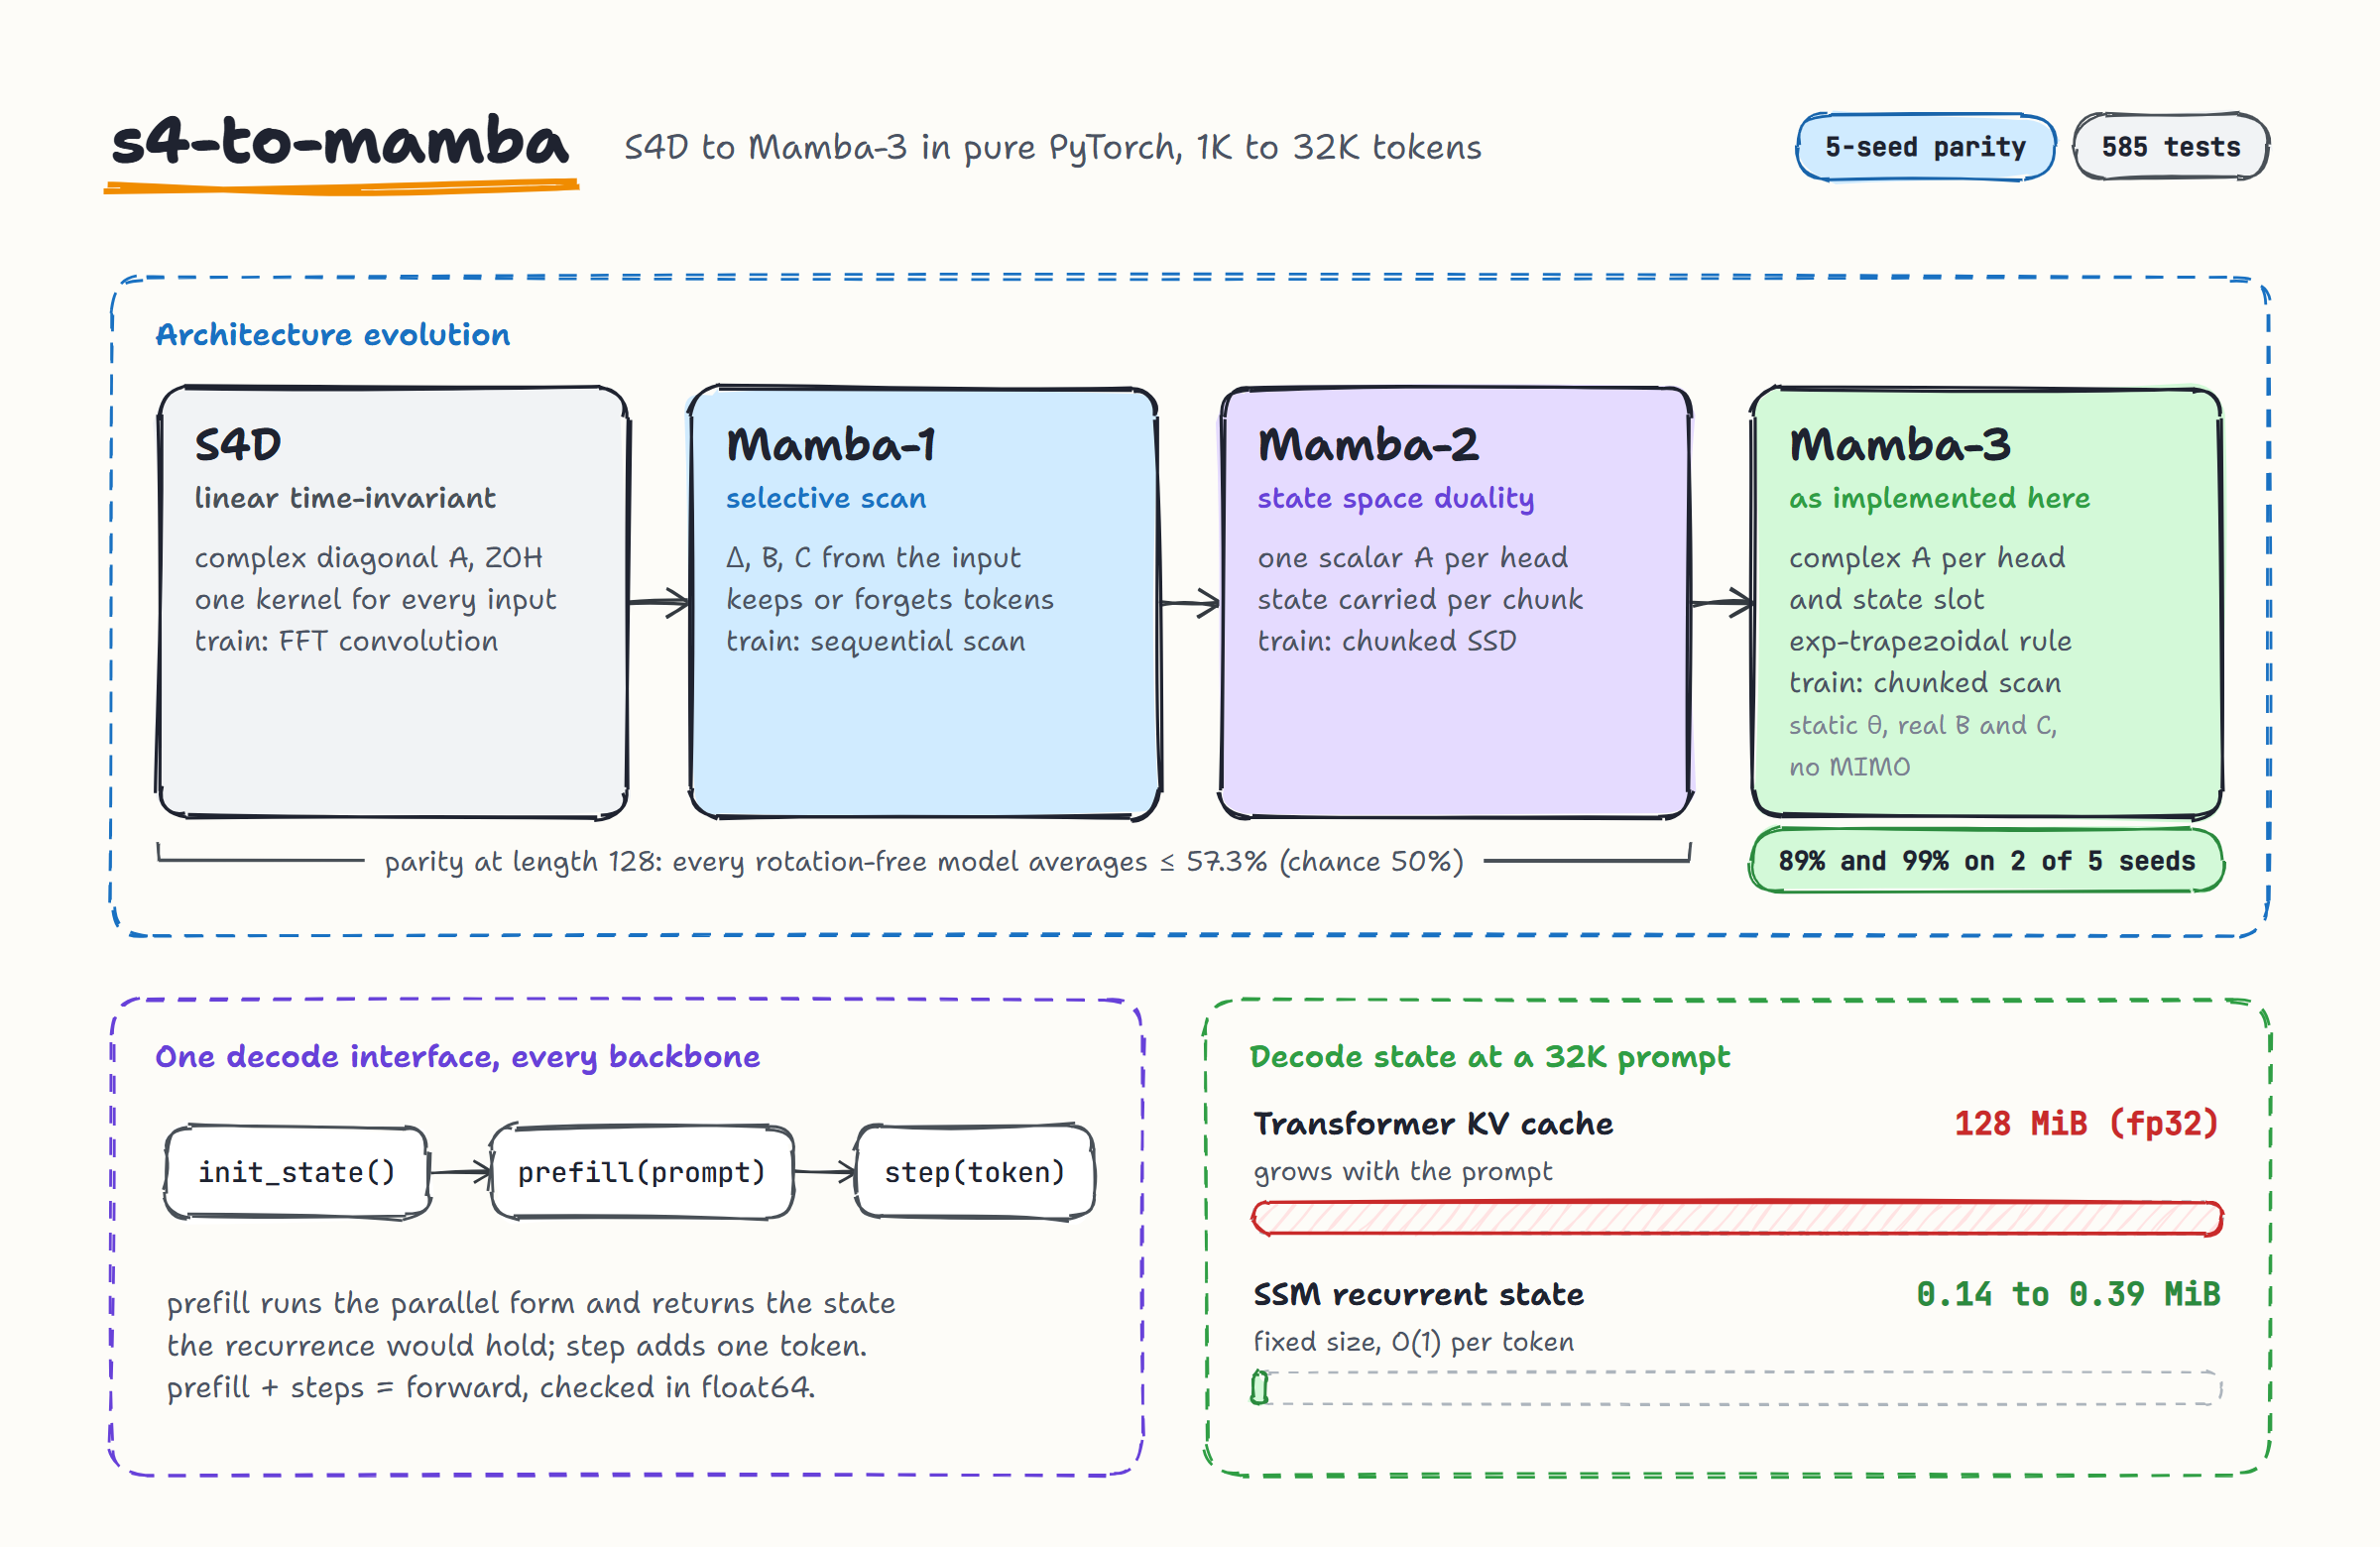 s4-to-mamba
S4D to Mamba-3 in pure PyTorch, 1K to 32K tokens
5-seed parity
585 tests
Architecture evolution
S4D
linear time-invariant
complex diagonal A, ZOH
one kernel for every input
train: FFT convolution
Mamba-1
selective scan
Δ, B, C from the input
keeps or forgets tokens
train: sequential scan
Mamba-2
state space duality
one scalar A per head
state carried per chunk
train: chunked SSD
Mamba-3
as implemented here
complex A per head
and state slot
exp-trapezoidal rule
train: chunked scan
static θ, real B and C,
no MIMO
parity at length 128: every rotation-free model averages ≤ 57.3% (chance 50%)
89% and 99% on 2 of 5 seeds
One decode interface, every backbone
init_state()
prefill(prompt)
step(token)
prefill runs the parallel form and returns the state
the recurrence would hold; step adds one token.
prefill + steps = forward, checked in float64.
Decode state at a 32K prompt
Transformer KV cache
128 MiB (fp32)
grows with the prompt
SSM recurrent state
0.14 to 0.39 MiB
fixed size, O(1) per token